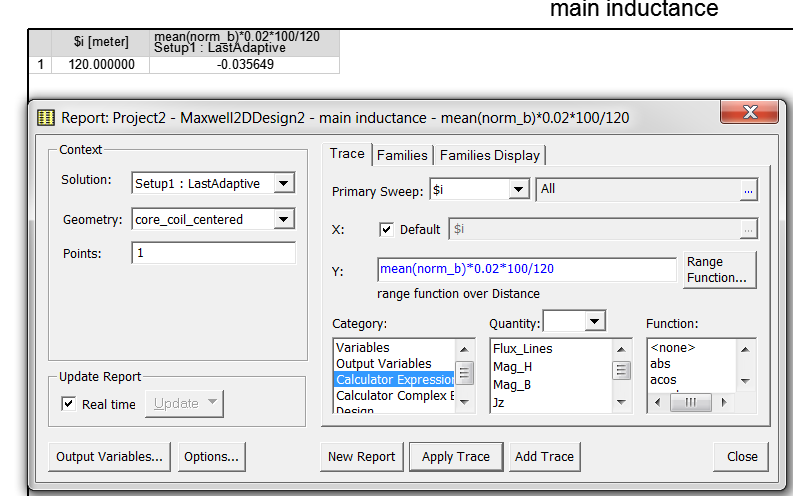 main inductance
$i [meter]
mean(norm_b)*0.02*100/120
Setup1 : LastAdaptive
1 120.000000 -0.035649
Report: Project2 - Maxwell2DDesign2 - main inductance - mean(norm_b)*0.02*100/120
Context
Solution: Setup1 : LastAdaptive
Geometry: core_coil_centered
Points: 1
Update Report
Real time Update
Trace Families Families Display
Primary Sweep: $i All ...
X: Default $i ...
Y: mean(norm_b)*0.02*100/120 Range Function...
range function over Distance
Category: Quantity: Function:
Variables
Output Variables
Calculator Expression
Calculator Complex E
Design
Flux_Lines
Mag_H
Mag_B
Jz
<none>
abs
acos
Output Variables... Options... New Report Apply Trace Add Trace Close